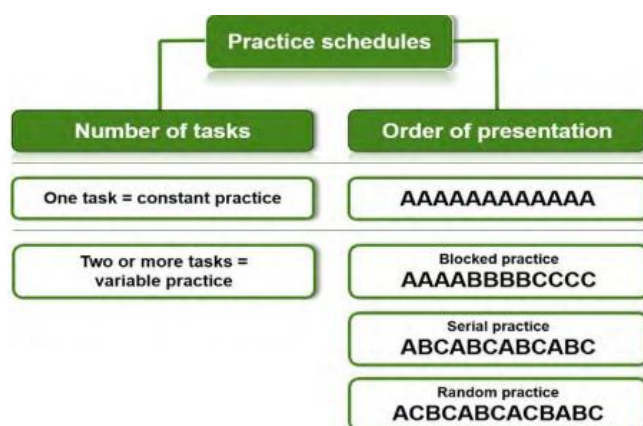 Practice schedules
Number of tasks
Order of presentation
One task = constant practice
AAAAAAAAAAAA
Two or more tasks =
variable practice
Blocked practice
AAAABBBBCCCC
Serial practice
ABCABCABCABC
Random practice
ACBCABCACBABC